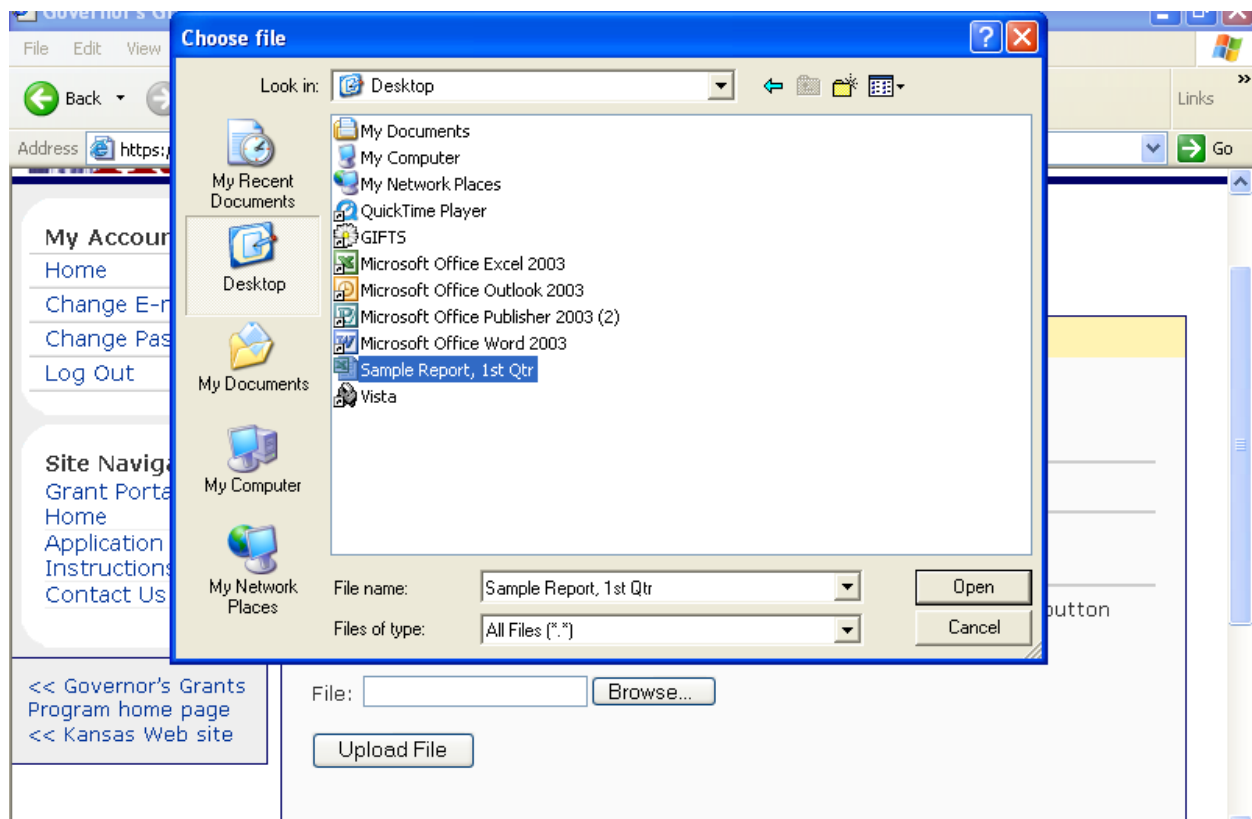 Governor's Gr
File Edit View
Back
Links
Address https:/
Go
Choose file
Look in: Desktop
My Recent
Documents
Desktop
My Documents
My Computer
My Network
Places
My Documents
My Computer
My Network Places
QuickTime Player
GIFTS
Microsoft Office Excel 2003
Microsoft Office Outlook 2003
Microsoft Office Publisher 2003 (2)
Microsoft Office Word 2003
Sample Report, 1st Qtr
Vista
File name: Sample Report, 1st Qtr
Open
Files of type: All Files (*.*)
Cancel
My Accoun
Home
Change E-m
Change Pas
Log Out
Site Naviga
Grant Porta
Home
Application
Instructions
Contact Us
<< Governor's Grants
Program home page
<< Kansas Web site
button
File: Browse...
Upload File